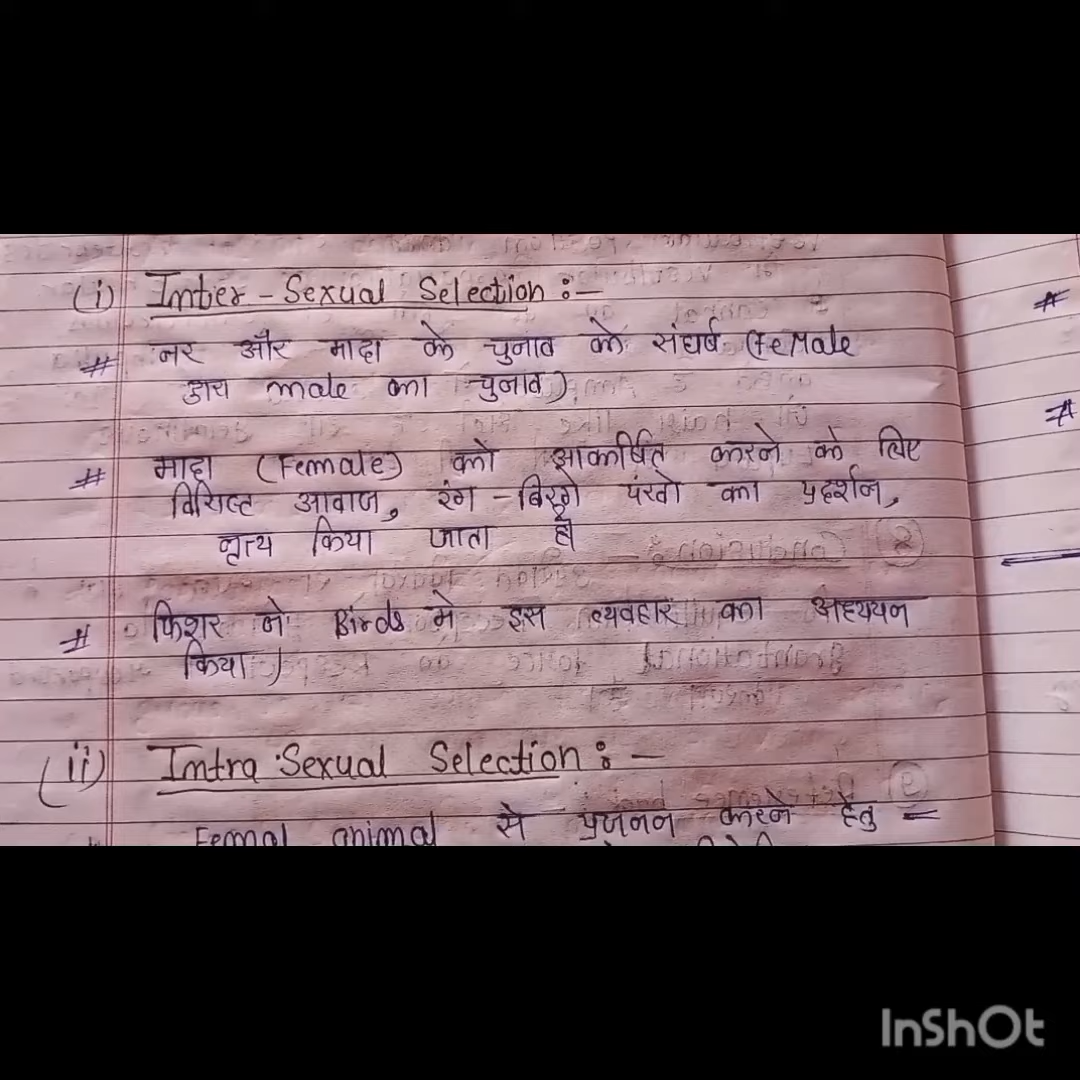 (i) Inter-Sexual Selection :-
# नर और मादा के चुनाव को संघर्ष (FeMale
द्वारा male का चुनाव)
# मादा (Female) को आकर्षित करने के लिए
विशिष्ट आवाज, रंग-बिरंगे पंखो का प्रदर्शन,
नृत्य किया जाता है
# फिशर ने Birds मे इस व्यवहार का अध्ययन
किया)
(ii) Intra Sexual Selection :-
Femal animal से प्रजनन करने हेतु =
InShOt